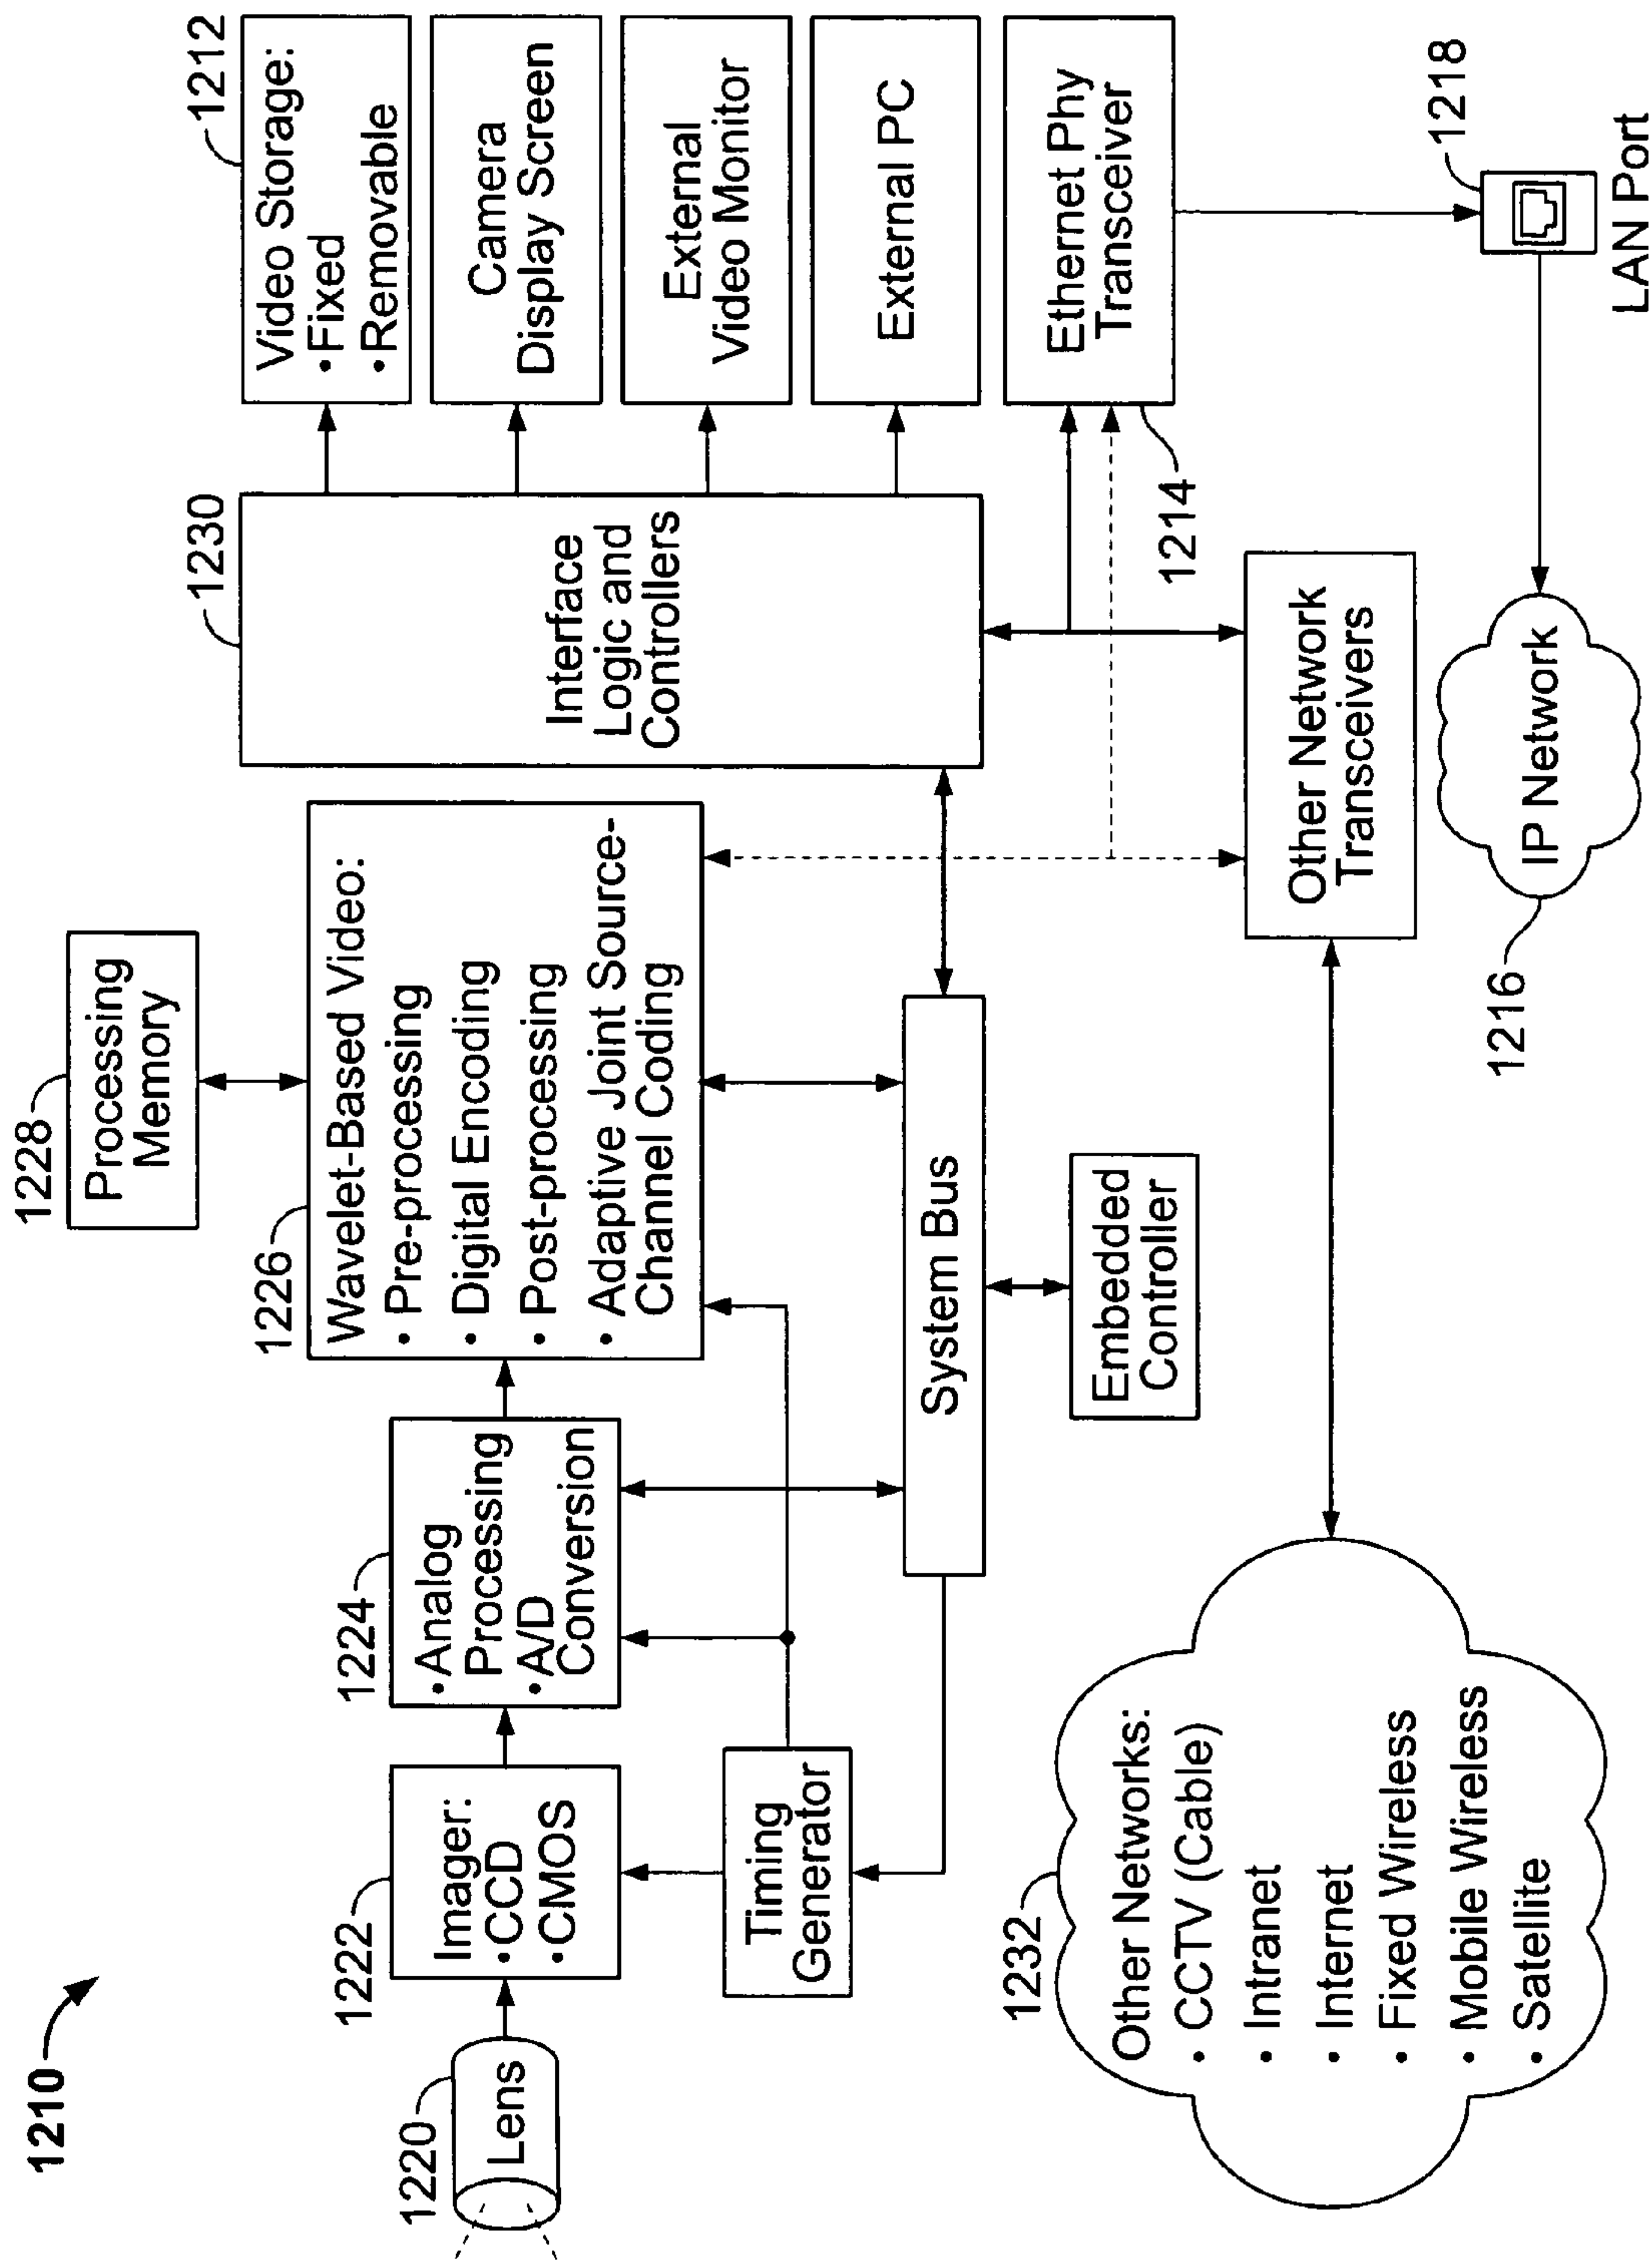 1210
1220
Lens
1222
Imager:
•CCD
•CMOS
1224
•Analog
Processing
•A/D
Conversion
1226
Wavelet-Based Video:
• Pre-processing
• Digital Encoding
• Post-processing
• Adaptive Joint Source-
Channel Coding
1228
Processing
Memory
1230
Interface
Logic and
Controllers
1212
Video Storage:
•Fixed
•Removable
Camera
Display Screen
External
Video Monitor
External PC
Ethernet Phy
Transceiver
1214
Timing
Generator
System Bus
Embedded
Controller
1232
Other Networks:
• CCTV (Cable)
• Intranet
• Internet
• Fixed Wireless
• Mobile Wireless
• Satellite
Other Network
Transceivers
1216
IP Network
1218
LAN Port